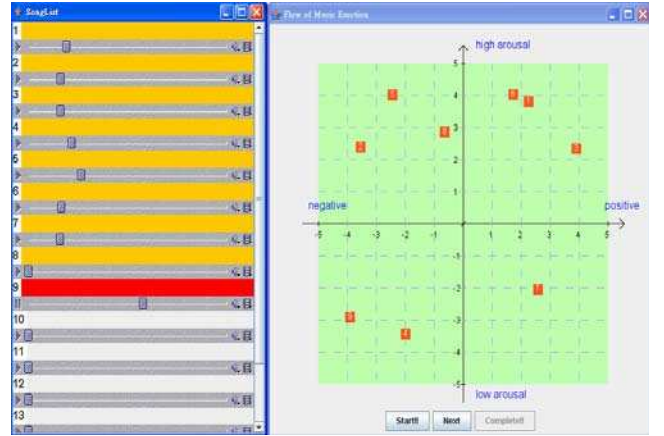 SongList
Flow of Music Emotion
1
2
3
4
5
6
7
8
9
10
11
12
13
high arousal
5
4
3
2
1
negative
positive
-5 -4 -3 -2 -1 1 2 3 4 5
-1
-2
-3
-4
-5
low arousal
Start!! Next Complete!!